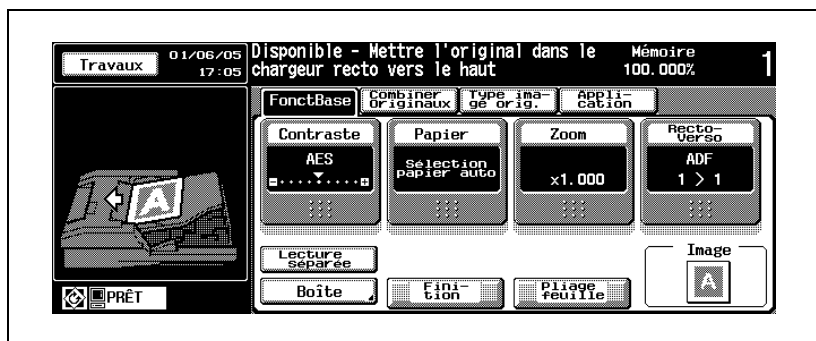 Travaux
01/06/05
17:05
Disponible - Mettre l'original dans le
chargeur recto vers le haut
Mémoire
100.000%
1
FonctBase
Combiner
Originaux
Type ima-
ge orig.
Appli-
cation
Contraste
AES
Papier
Sélection
papier auto
Zoom
x1.000
Recto-
Verso
ADF
1 > 1
A
Lecture
séparée
Boîte
Fini-
tion
Pliage
feuille
Image
A
PRÊT